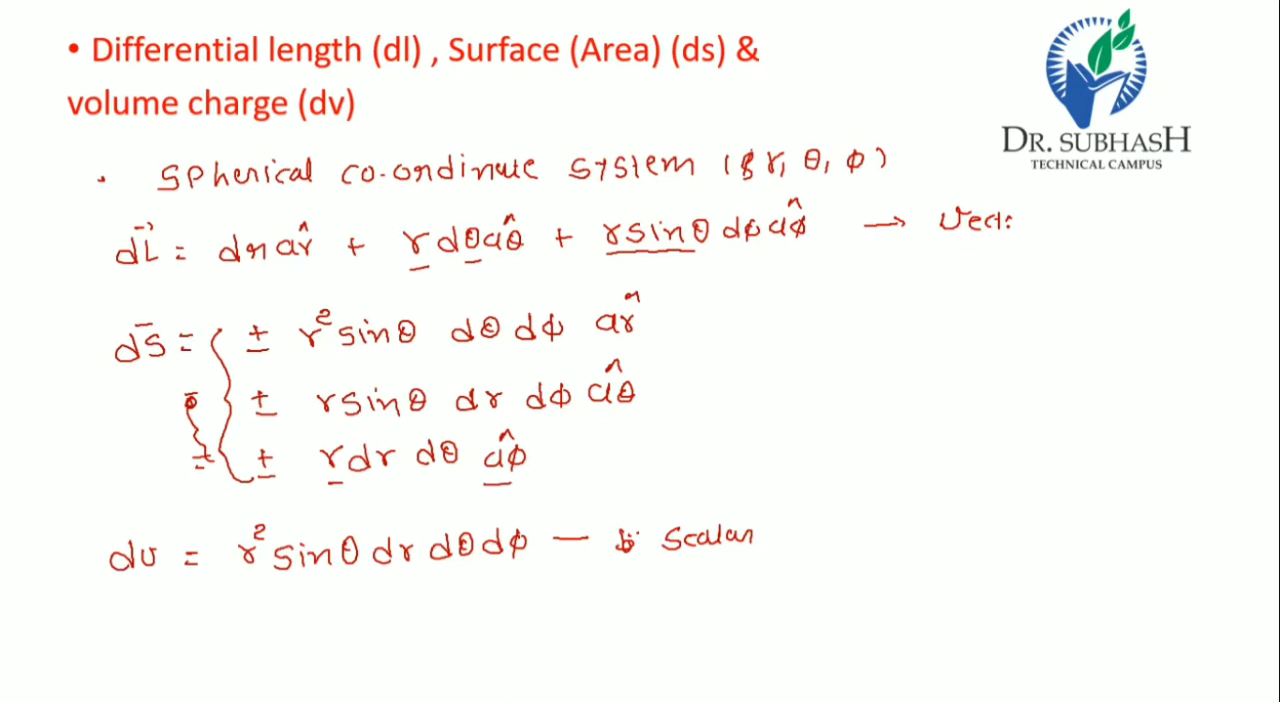 • Differential length (dl) , Surface (Area) (ds) &
volume charge (dv)
DR. SUBHASH
TECHNICAL CAMPUS
• Spherical co-ordinate system (r, θ, φ)
dL⃗ = dr ar̂ + r dθ aθ̂ + r sinθ dφ aφ̂ → Vect:
ds̄ = { ± r² sinθ dθ dφ ar̂
± r sinθ dr dφ aθ̂
± r dr dθ aφ̂
dv = r² sinθ dr dθ dφ — Scalar